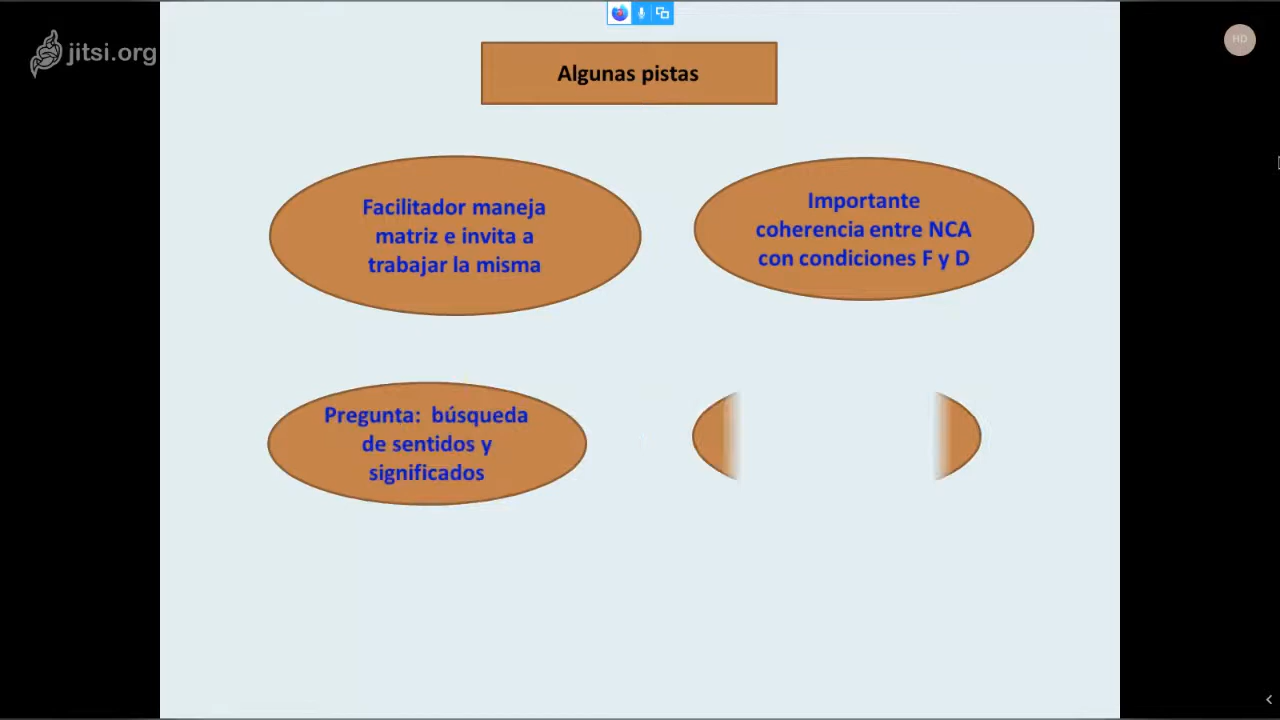 jitsi.org
HD
Algunas pistas
Facilitador maneja
matriz e invita a
trabajar la misma
Importante
coherencia entre NCA
con condiciones F y D
Pregunta:  búsqueda
de sentidos y
significados